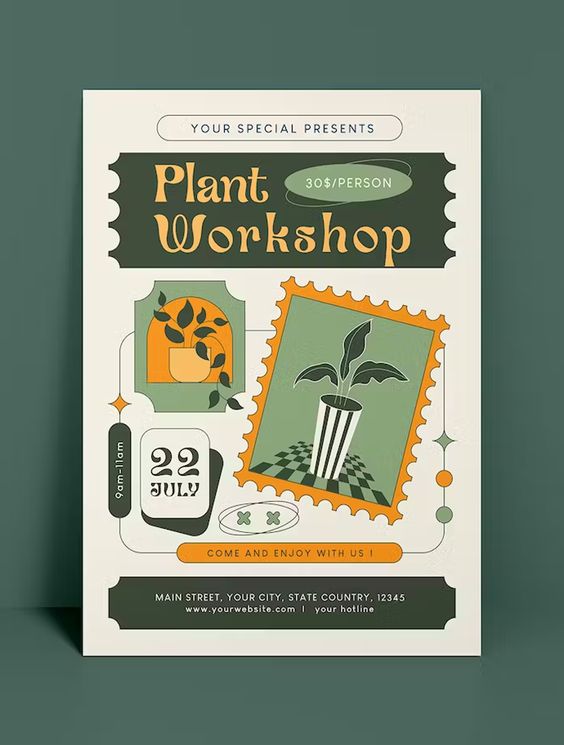 YOUR SPECIAL PRESENTS
Plant
30$/PERSON
Workshop
9am-11am
22
JULY
COME AND ENJOY WITH US !
MAIN STREET, YOUR CITY, STATE COUNTRY, 12345
www.yourwebsite.com | your hotline